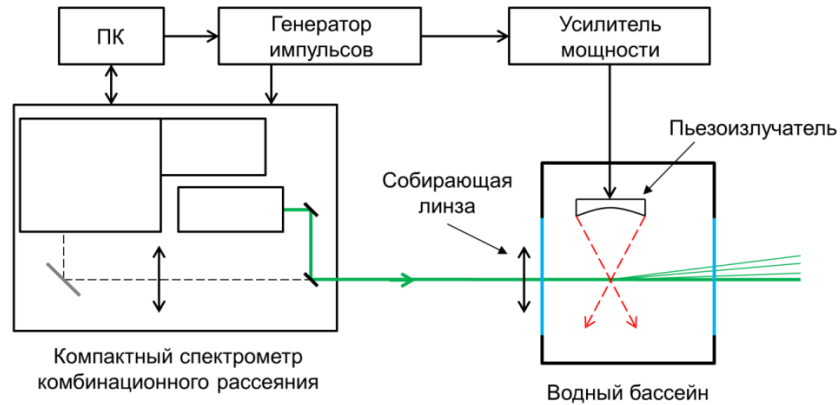 ПК
Генератор
импульсов
Усилитель
мощности
Пьезоизлучатель
Собирающая
линза
Компактный спектрометр
комбинационного рассеяния
Водный бассейн